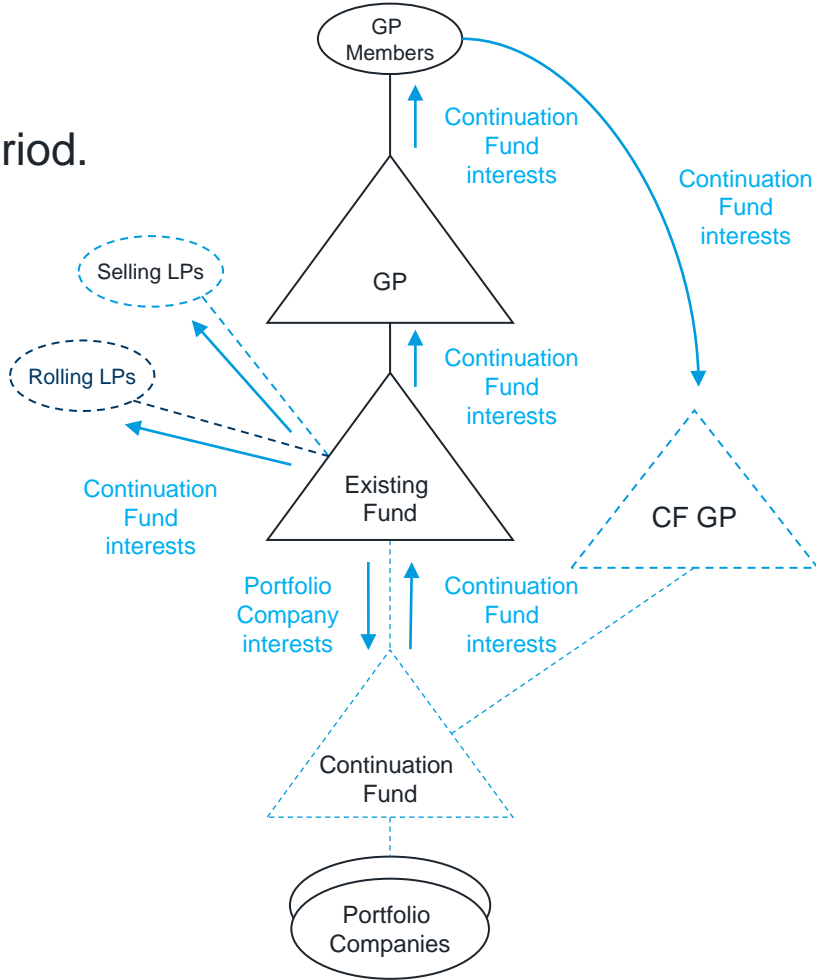 GP
Members
riod.
Continuation
Fund
interests
Continuation
Fund
interests
Selling LPs
GP
Rolling LPs
Continuation
Fund
interests
Continuation
Fund
interests
Existing
Fund
CF GP
Portfolio
Company
interests
Continuation
Fund
interests
Continuation
Fund
Portfolio
Companies